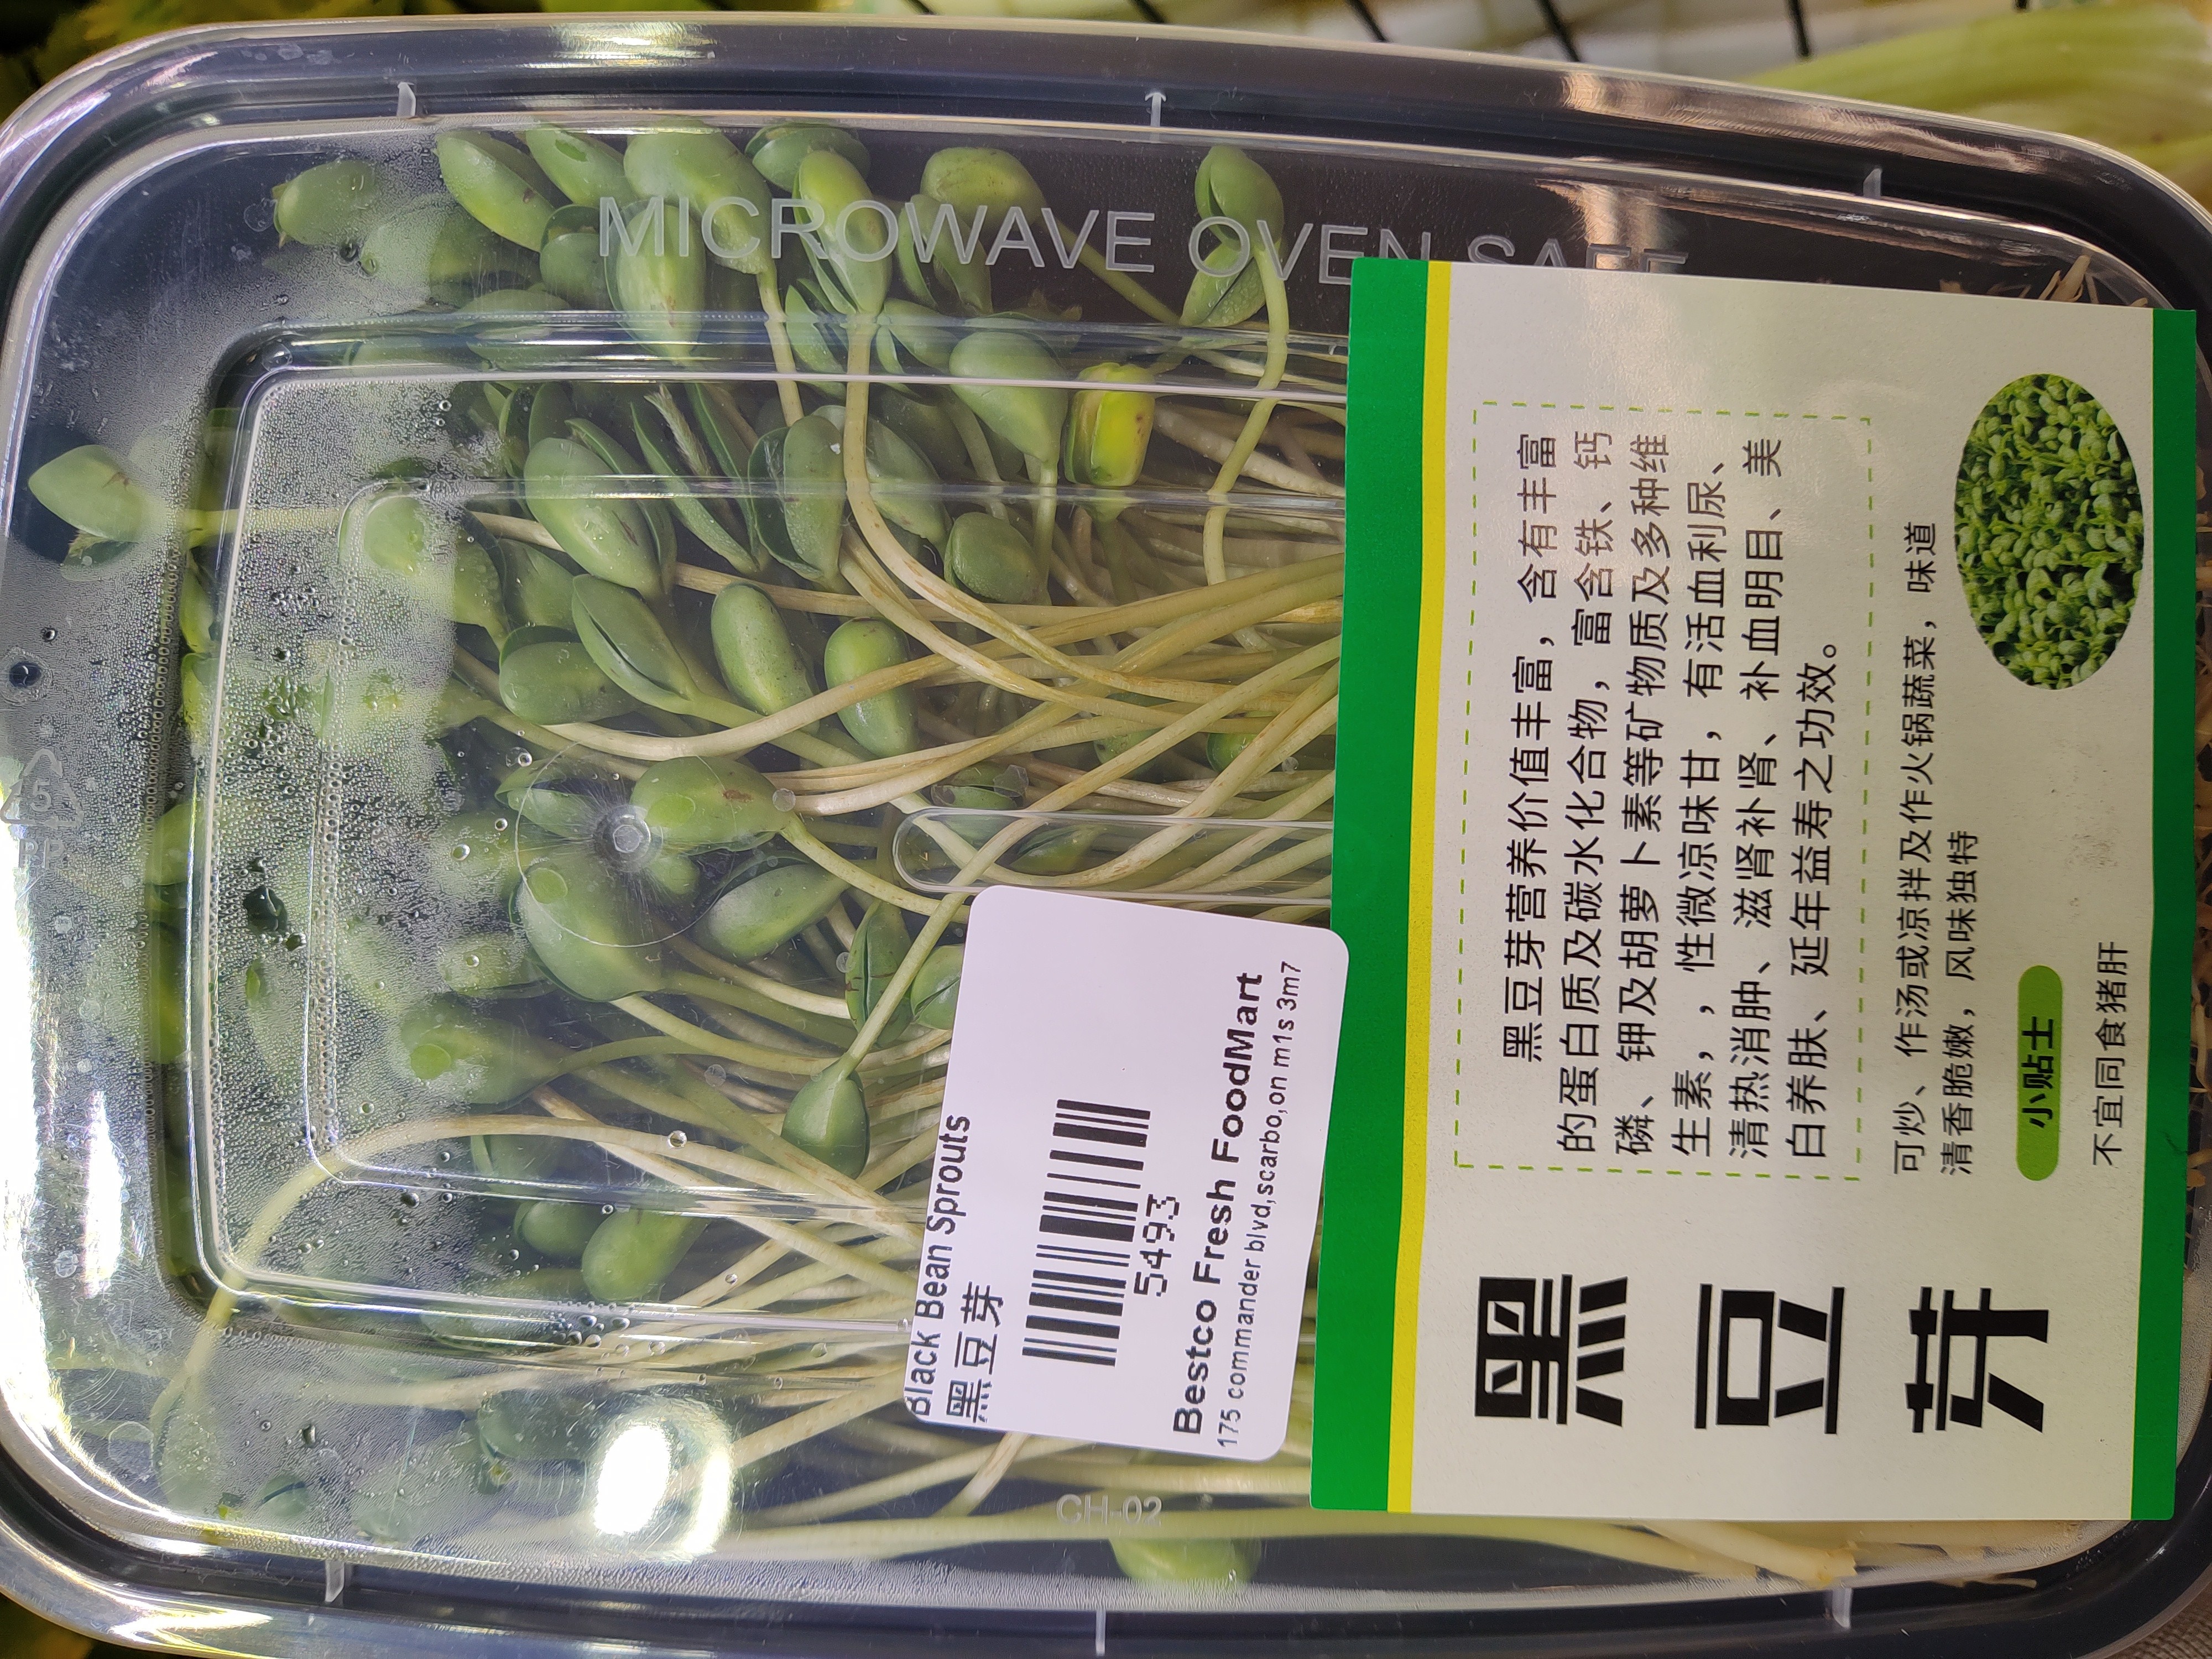 MICROWAVE OVEN SAFE
5
PP
Black Bean Sprouts
黑豆芽
5493
Bestco Fresh FoodMart
175 commander blvd,scarbo,on m1s 3m7
CH-02
黑豆芽
黑豆芽营养价值丰富，含有丰富
的蛋白质及碳水化合物，富含铁、钙
磷、钾及胡萝卜素等矿物质及多种维
生素，，性微凉味甘，有活血利尿、
清热消肿、滋肾补肾、补血明目、美
白养肤、延年益寿之功效。
可炒、作汤或凉拌及作火锅蔬菜，味道
清香脆嫩，风味独特
小贴士
不宜同食猪肝